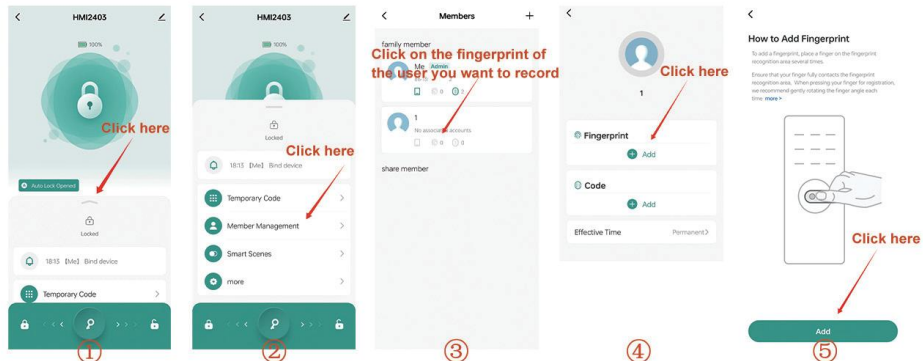 HMI2403
100%
Click here
Auto Lock Opened
Locked
18:13 【Me】 Bind device
Temporary Code
①
HMI2403
100%
Locked
Click here
18:13 【Me】 Bind device
Temporary Code
Member Management
Smart Scenes
more
②
Members
family member
Click on the fingerprint of
the user you want to record
Me Admin
0 2
1
No associated accounts
0 0
share member
③
Click here
1
Fingerprint
Add
Code
Add
Effective Time Permanent
④
How to Add Fingerprint
To add a fingerprint, place a finger on the fingerprint
recognition area several times.
Ensure that your finger fully contacts the fingerprint
recognition area. When pressing your finger for registration,
we recommend gently rotating the finger angle each
time more >
Click here
Add
⑤